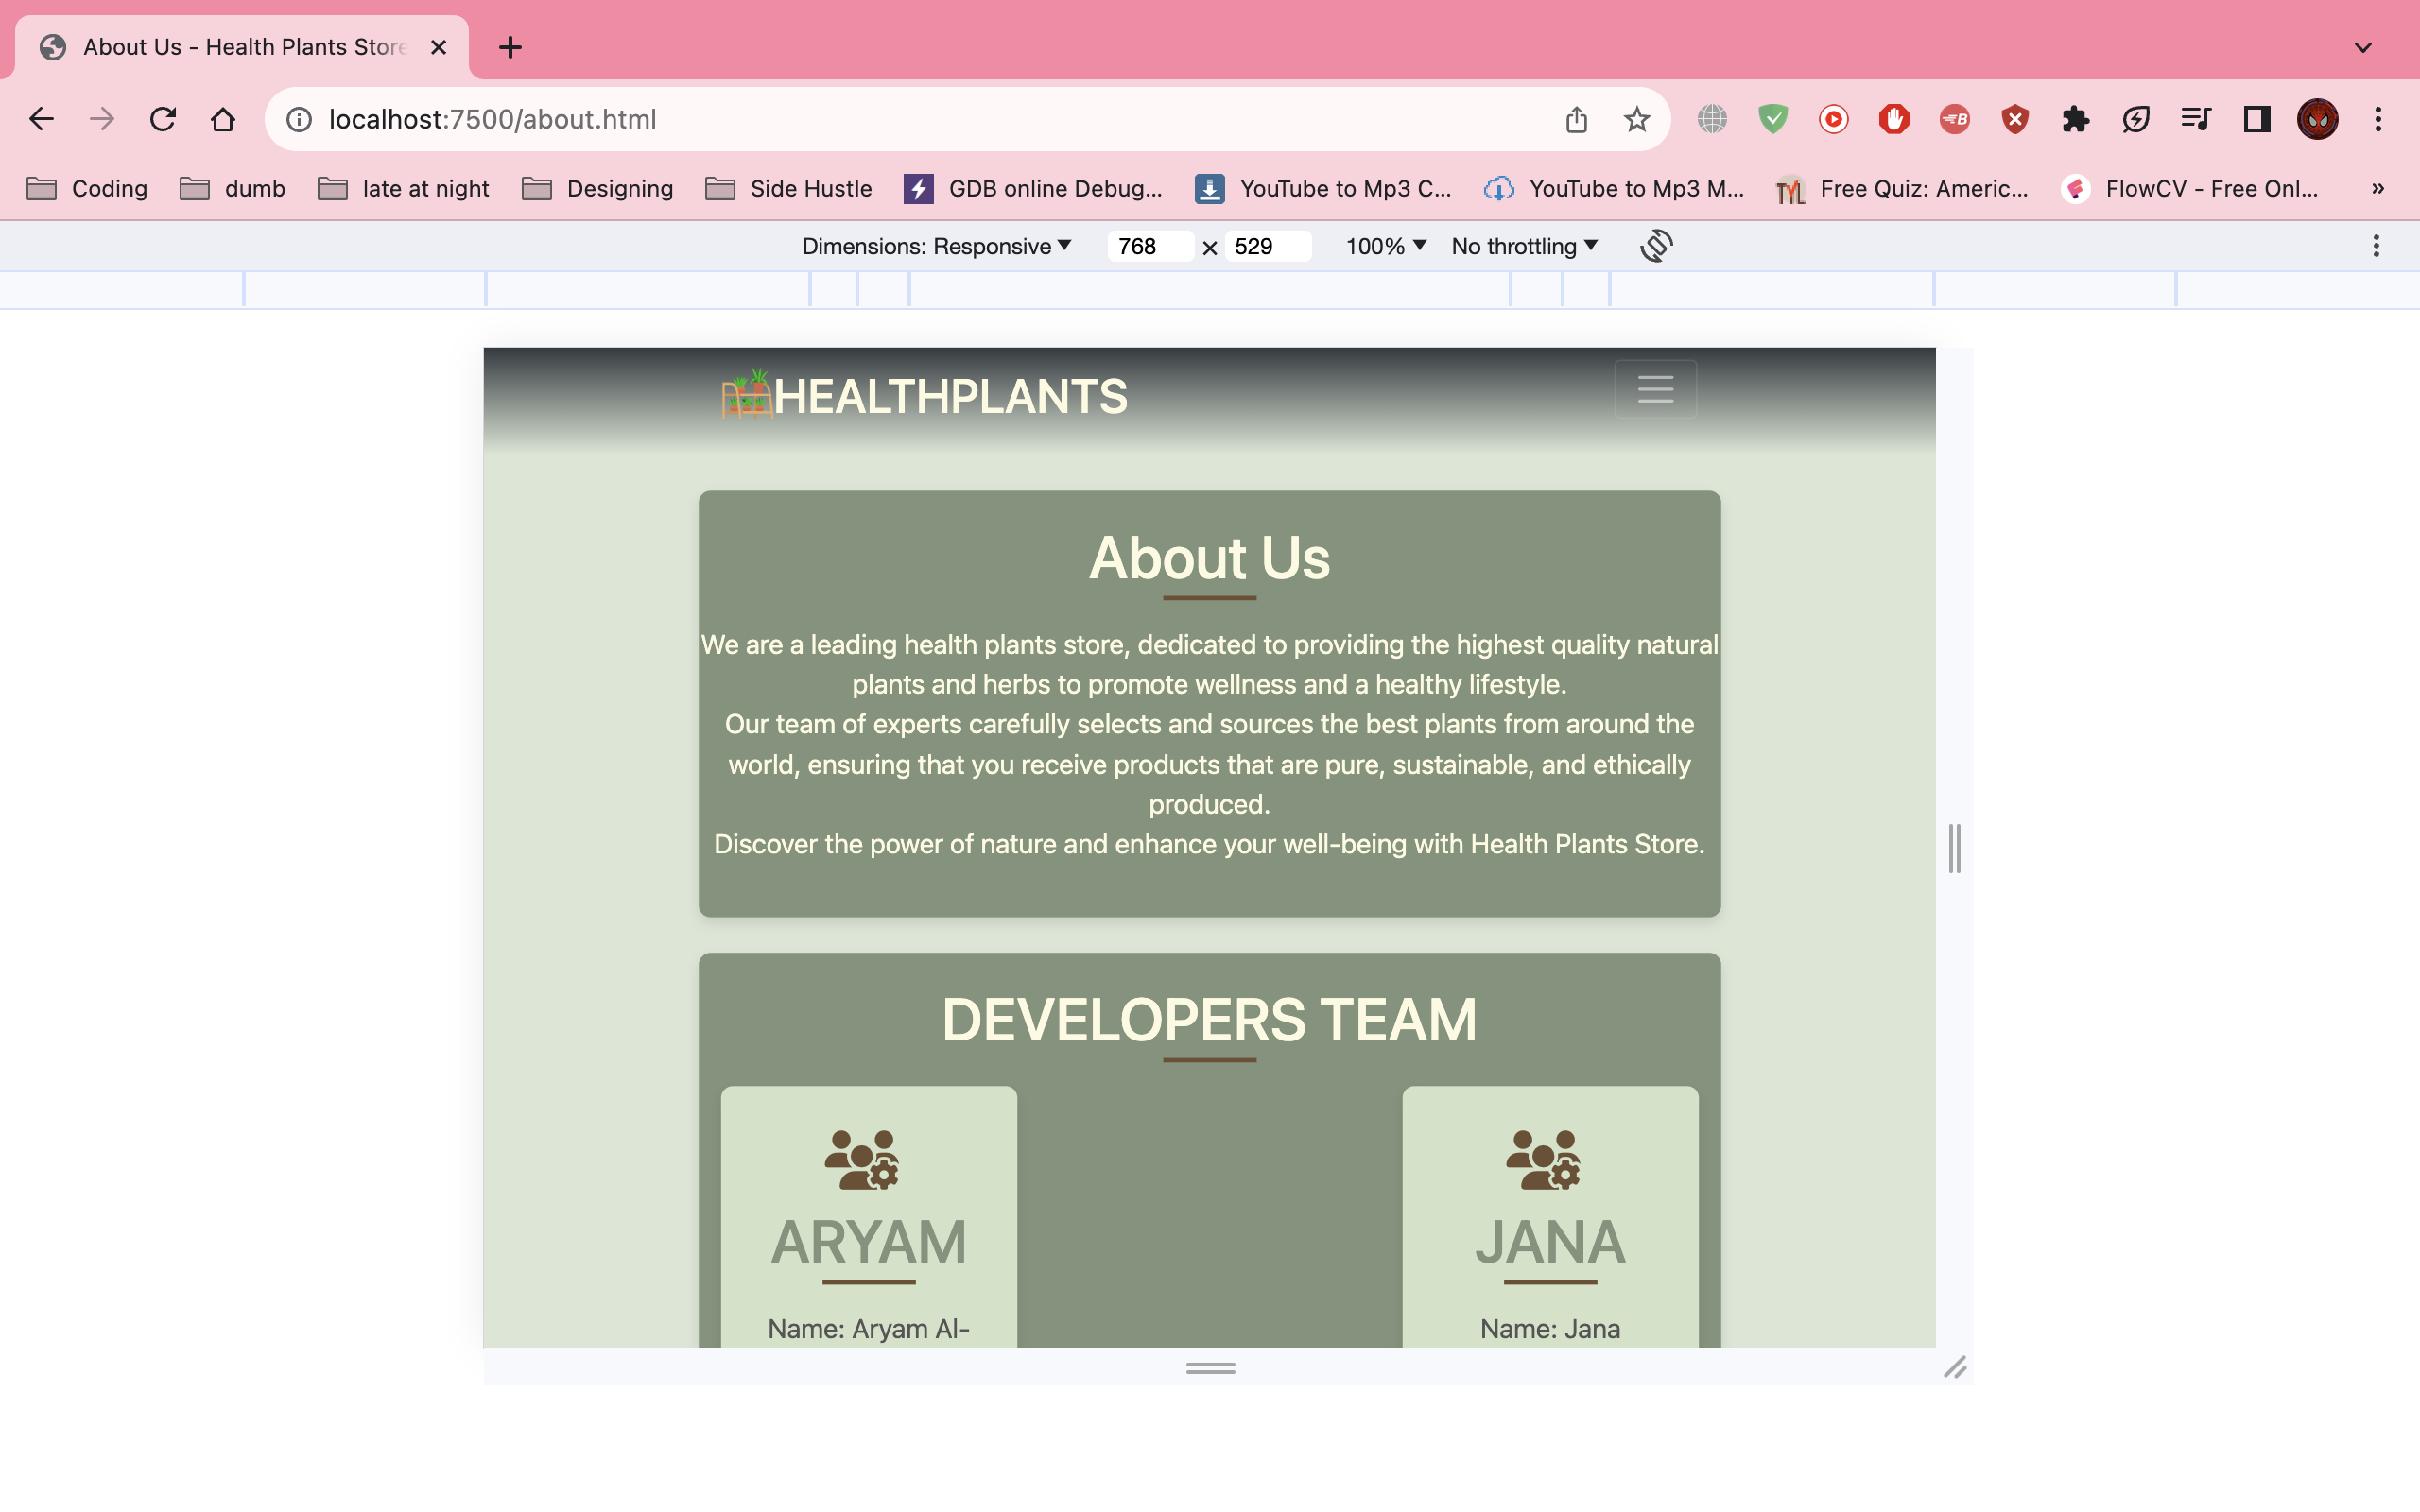 About Us - Health Plants Store
localhost:7500/about.html
Coding dumb late at night Designing Side Hustle GDB online Debug... YouTube to Mp3 C... YouTube to Mp3 M... Free Quiz: Americ... FlowCV - Free Onl... »
Dimensions: Responsive 768 × 529 100% No throttling
HEALTHPLANTS
About Us
We are a leading health plants store, dedicated to providing the highest quality natural
plants and herbs to promote wellness and a healthy lifestyle.
Our team of experts carefully selects and sources the best plants from around the
world, ensuring that you receive products that are pure, sustainable, and ethically
produced.
Discover the power of nature and enhance your well-being with Health Plants Store.
DEVELOPERS TEAM
ARYAM
Name: Aryam Al-
JANA
Name: Jana